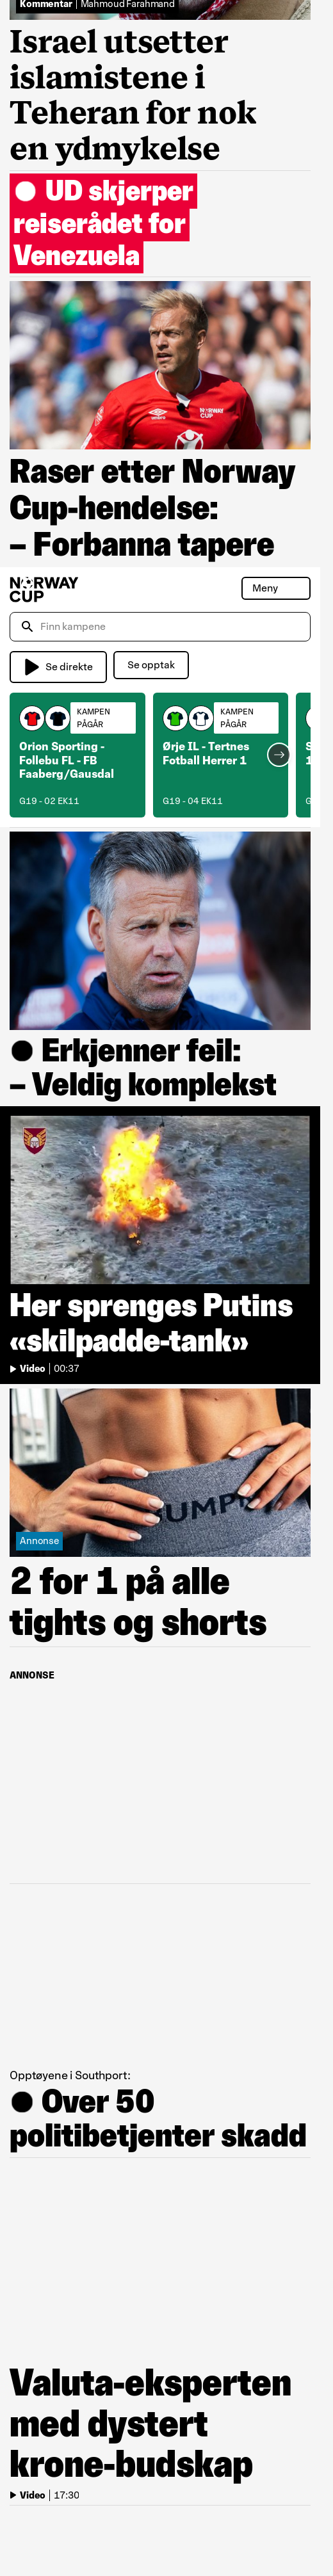 Kommentar | Mahmoud Farahmand
Israel utsetter
islamistene i
Teheran for nok
en ydmykelse
UD skjerper
reiserådet for
Venezuela
umbro
NORWAY CUP
Raser etter Norway
Cup-hendelse:
– Forbanna tapere
NORWAY
CUP
Meny
Finn kampene
Se direkte
Se opptak
KAMPEN
PÅGÅR
Orion Sporting -
Follebu FL - FB
Faaberg/Gausdal
G19 - 02 EK11
KAMPEN
PÅGÅR
Ørje IL - Tertnes
Fotball Herrer 1
G19 - 04 EK11
Erkjenner feil:
– Veldig komplekst
Her sprenges Putins
«skilpadde-tank»
Video | 00:37
Annonse
2 for 1 på alle
tights og shorts
ANNONSE
Opptøyene i Southport:
Over 50
politibetjenter skadd
Valuta-eksperten
med dystert
krone-budskap
Video | 17:30